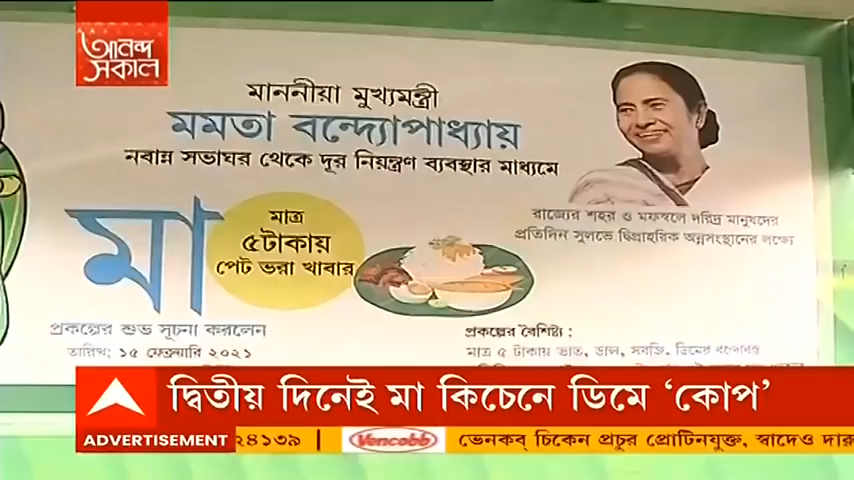 আনন্দ
সকাল
মাননীয়া মুখ্যমন্ত্রী
মমতা বন্দ্যোপাধ্যায়
নবান্ন সভাঘর থেকে দূর নিয়ন্ত্রণ ব্যবস্থার মাধ্যমে
মা
মাত্র
৫টাকায়
পেট ভরা খাবার
রাজ্যের শহর ও মফস্বলে দরিদ্র মানুষদের
প্রতিদিন সুলভে দ্বিপ্রাহরিক অন্নসংস্থানের লক্ষ্যে
প্রকল্পের শুভ সূচনা করলেন
তারিখ: ১৫ ফেব্রুয়ারি ২০২১
প্রকল্পের বৈশিষ্ট্য :
মাত্র ৫ টাকায় ভাত, ডাল, সবজি, ডিমের বন্দোবস্ত
দ্বিতীয় দিনেই মা কিচেনে ডিমে ‘কোপ’
ADVERTISEMENT
২৪১৩৯ | Vencobb ভেনকব্ চিকেন প্রচুর প্রোটিনযুক্ত, স্বাদেও